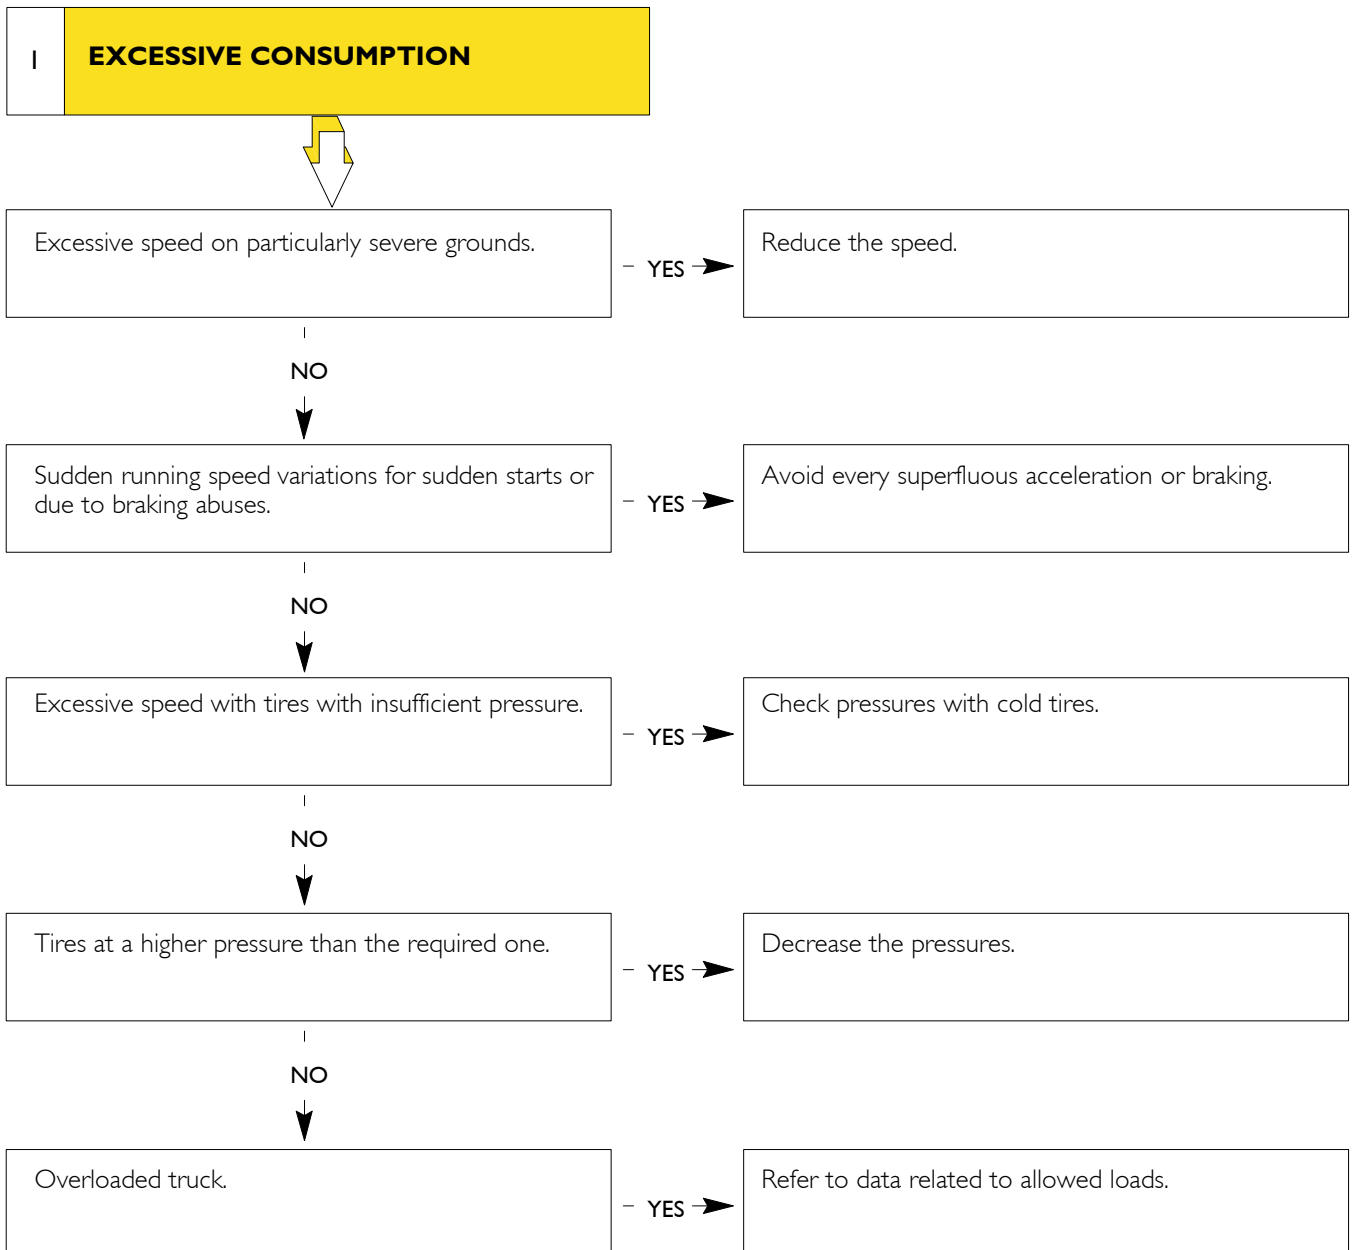 1
EXCESSIVE CONSUMPTION
Excessive speed on particularly severe grounds.
YES
Reduce the speed.
NO
Sudden running speed variations for sudden starts or
due to braking abuses.
YES
Avoid every superfluous acceleration or braking.
NO
Excessive speed with tires with insufficient pressure.
YES
Check pressures with cold tires.
NO
Tires at a higher pressure than the required one.
YES
Decrease the pressures.
NO
Overloaded truck.
YES
Refer to data related to allowed loads.